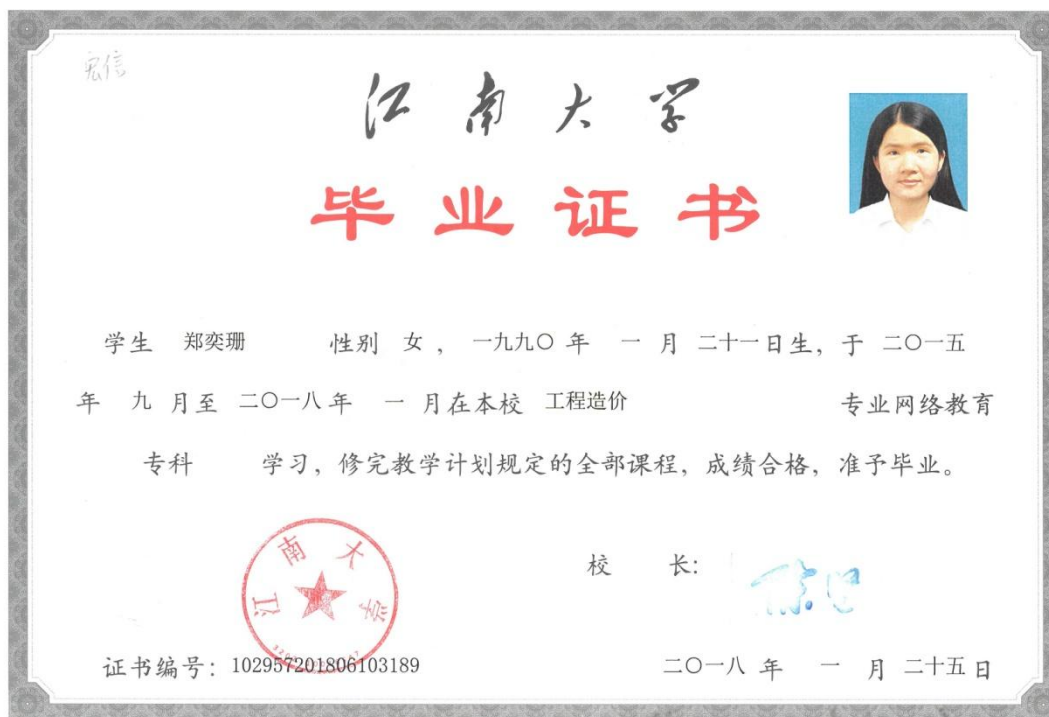 江南大学
毕业证书
学生 郑奕珊 性别 女 ， 一九九〇 年 一 月 二十一 日生，于 二〇一五
年 九 月至 二〇一八 年 一 月在本校 工程造价 专业网络教育
专科 学习，修完教学计划规定的全部课程，成绩合格，准予毕业。
江南大学
校 长：
证书编号：102957201806103189
二〇一八 年 一 月 二十五 日